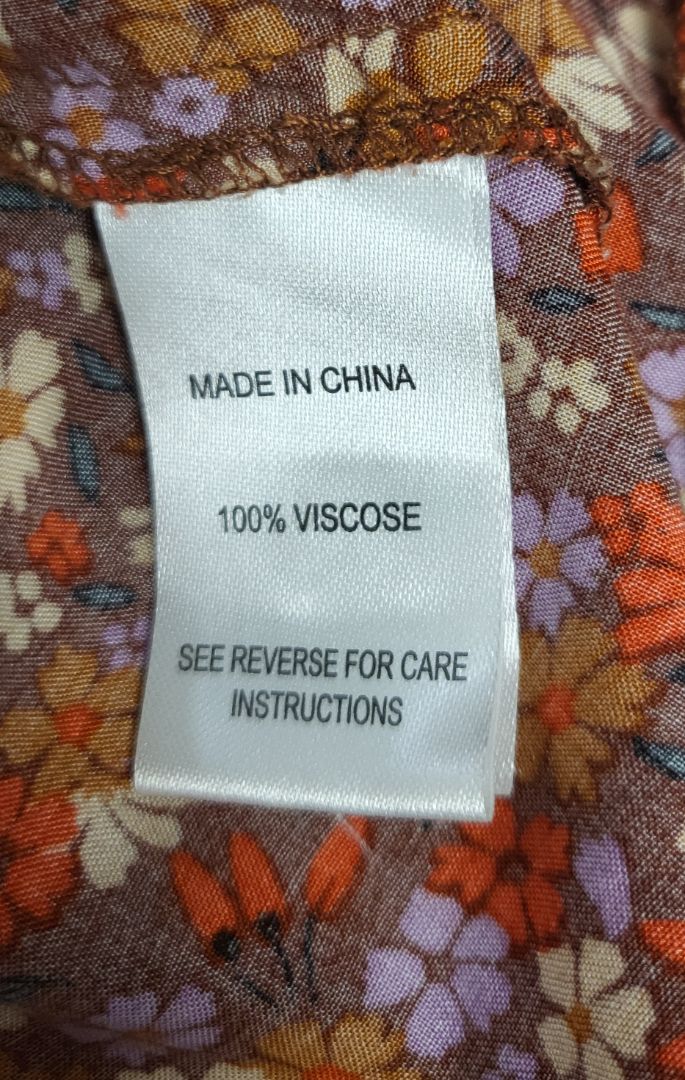 MADE IN CHINA
100% VISCOSE
SEE REVERSE FOR CARE
INSTRUCTIONS